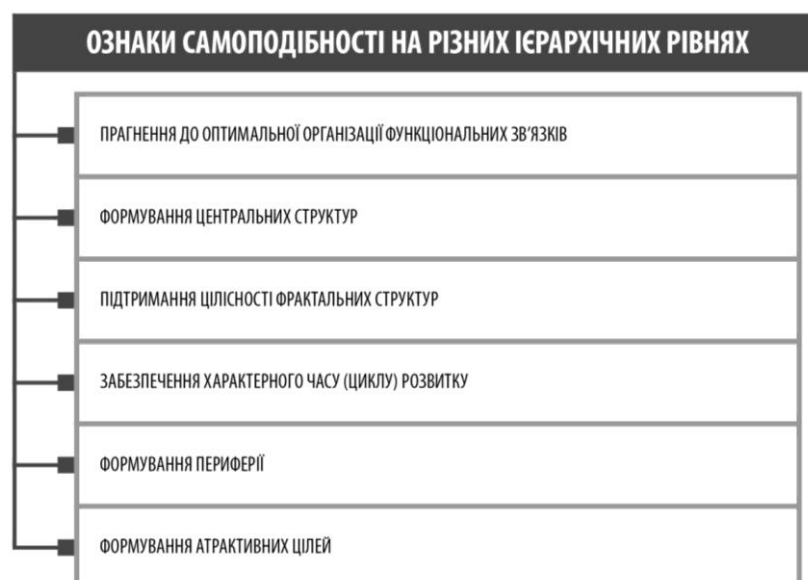 ОЗНАКИ САМОПОДІБНОСТІ НА РІЗНИХ ІЄРАРХІЧНИХ РІВНЯХ
ПРАГНЕННЯ ДО ОПТИМАЛЬНОЇ ОРГАНІЗАЦІЇ ФУНКЦІОНАЛЬНИХ ЗВ'ЯЗКІВ
ФОРМУВАННЯ ЦЕНТРАЛЬНИХ СТРУКТУР
ПІДТРИМАННЯ ЦІЛІСНОСТІ ФРАКТАЛЬНИХ СТРУКТУР
ЗАБЕЗПЕЧЕННЯ ХАРАКТЕРНОГО ЧАСУ (ЦИКЛУ) РОЗВИТКУ
ФОРМУВАННЯ ПЕРИФЕРІЇ
ФОРМУВАННЯ АТРАКТИВНИХ ЦІЛЕЙ